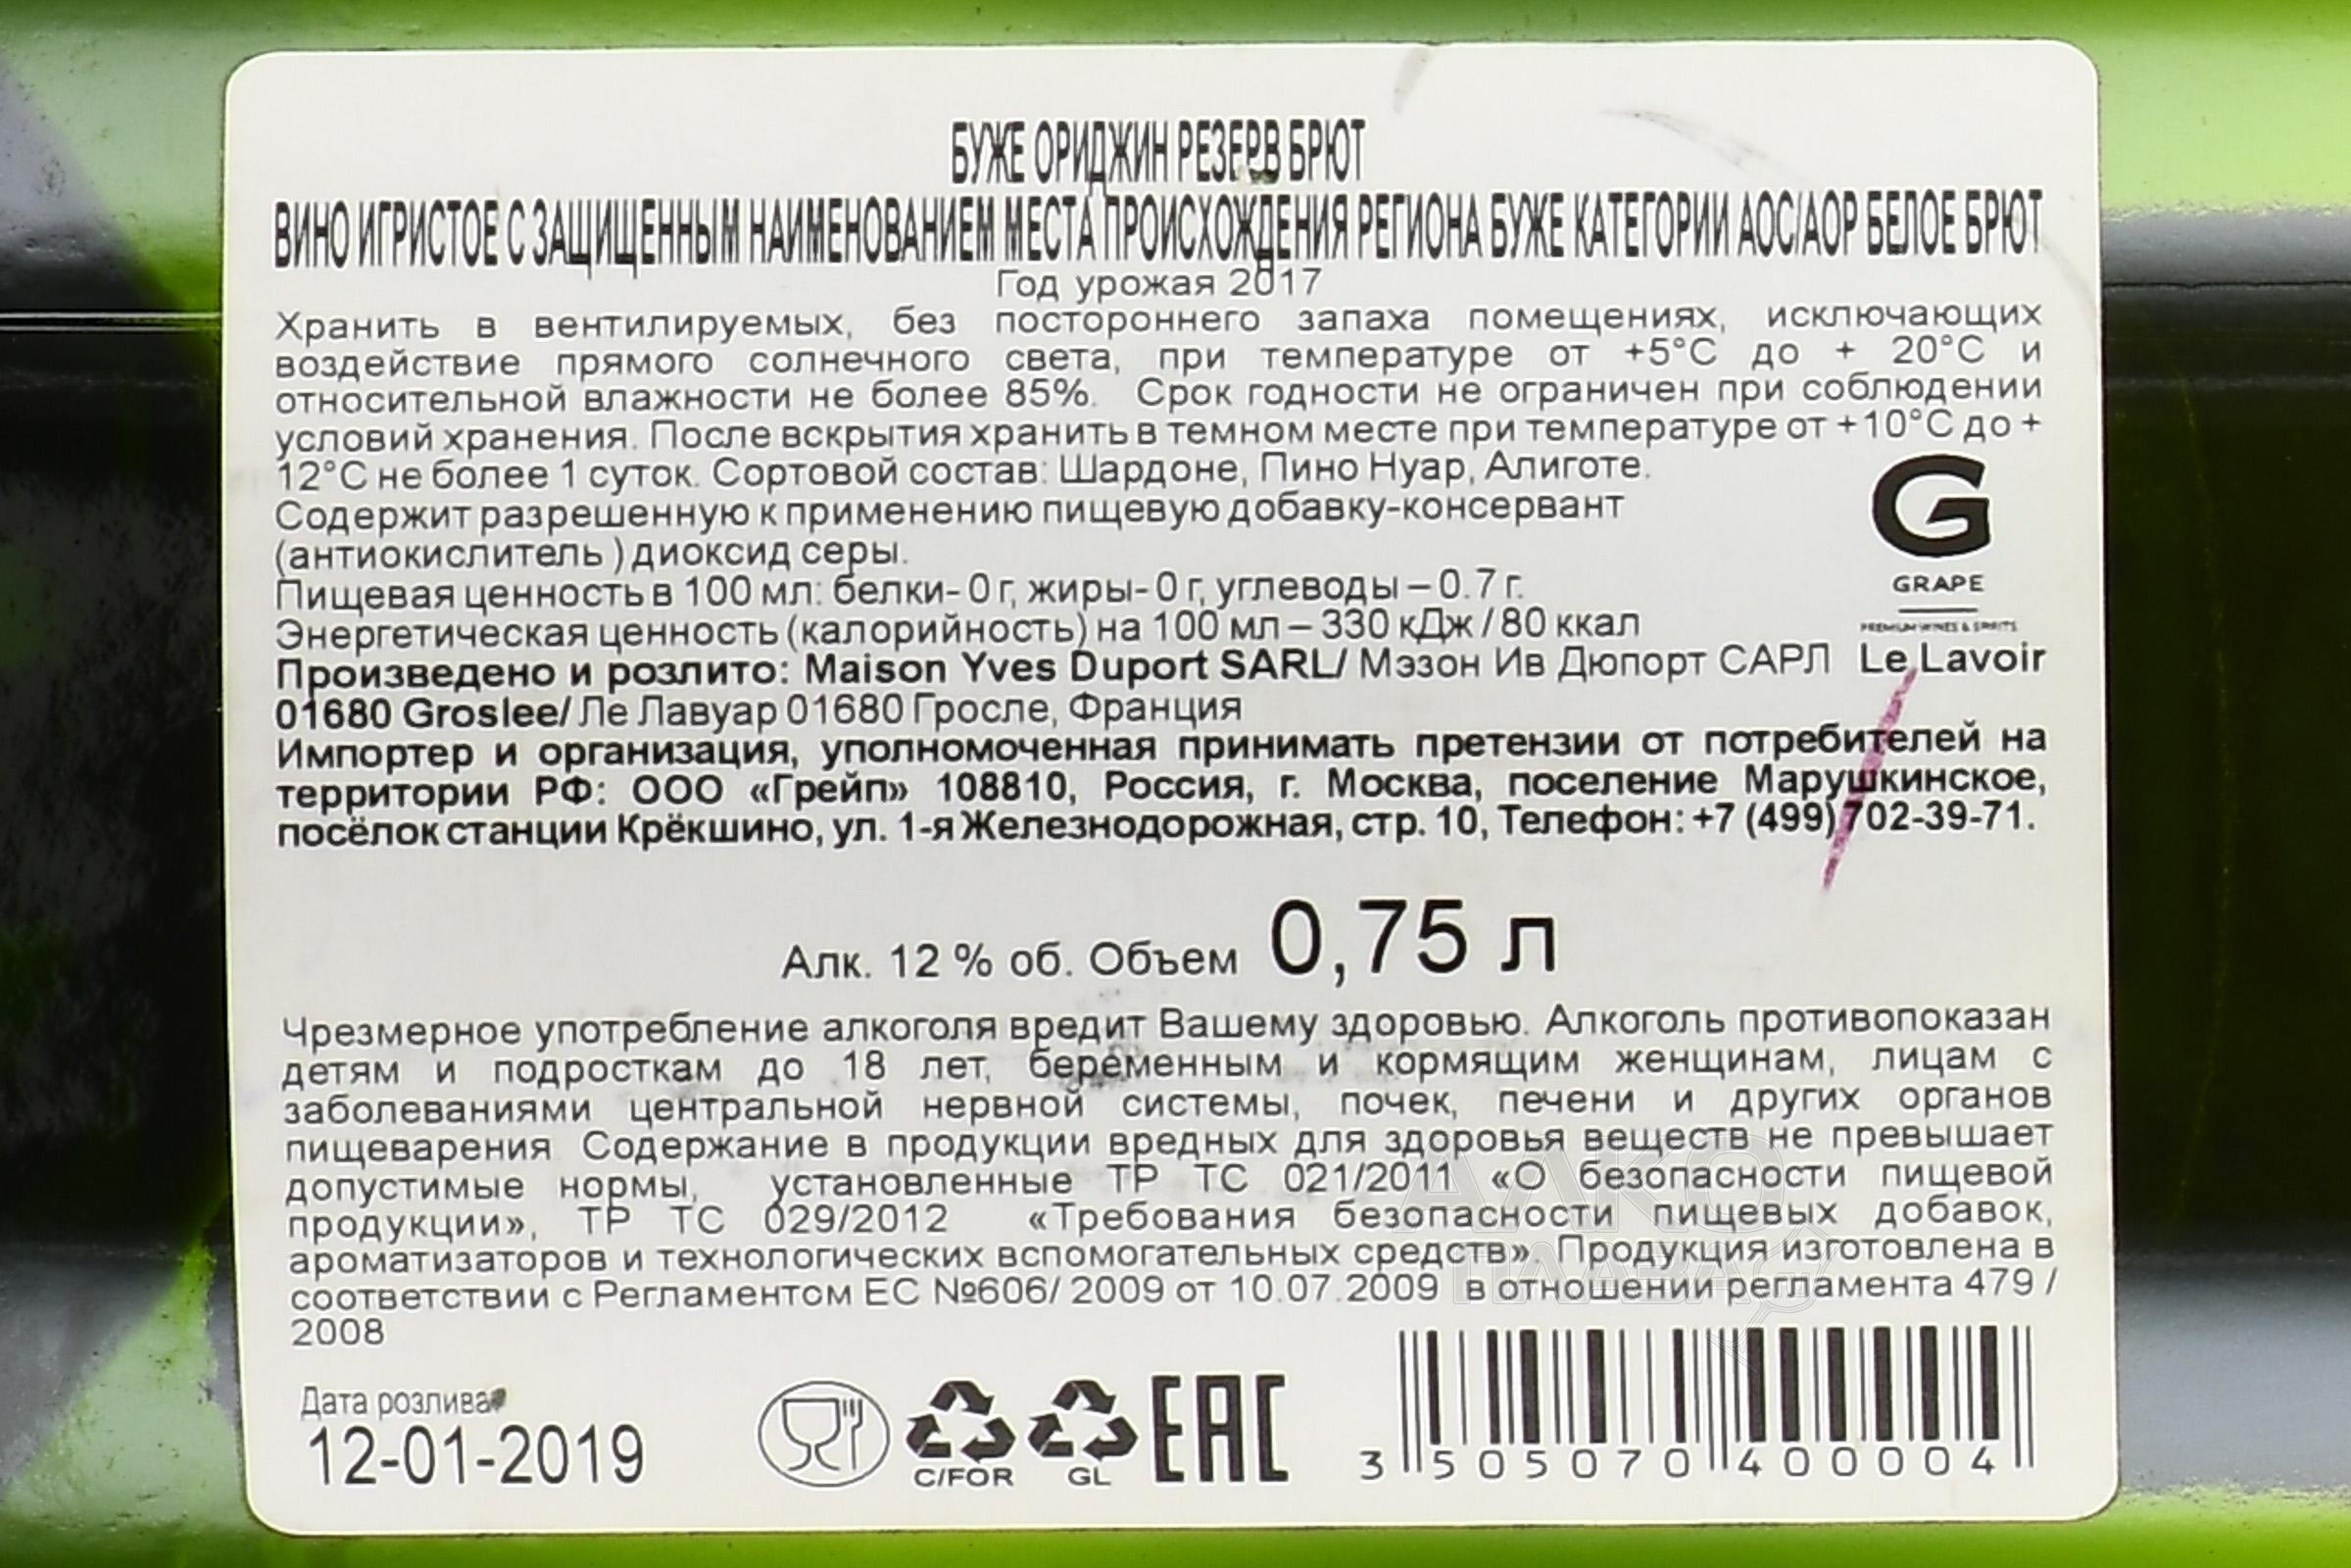 БУЖЕ ОРИДЖИН РЕЗЕРВ БРЮТ
ВИНО ИГРИСТОЕ С ЗАЩИЩЕННЫМ НАИМЕНОВАНИЕМ МЕСТА ПРОИСХОЖДЕНИЯ РЕГИОНА БУЖЕ КАТЕГОРИИ AOC/AOP БЕЛОЕ БРЮТ
Год урожая 2017
Хранить в вентилируемых, без постороннего запаха помещениях, исключающих
воздействие прямого солнечного света, при температуре от +5°С до + 20°С и
относительной влажности не более 85%. Срок годности не ограничен при соблюдении
условий хранения. После вскрытия хранить в темном месте при температуре от +10°С до +
12°С не более 1 суток. Сортовой состав: Шардоне, Пино Нуар, Алиготе.
Содержит разрешенную к применению пищевую добавку-консервант
(антиокислитель ) диоксид серы.
Пищевая ценность в 100 мл: белки- 0 г, жиры- 0 г, углеводы – 0.7 г.
Энергетическая ценность (калорийность) на 100 мл – 330 кДж / 80 ккал
G
GRAPE
PREMIUM WINES & SPIRITS
Произведено и розлито: Maison Yves Duport SARL/ Мэзон Ив Дюпорт САРЛ Le Lavoir
01680 Groslee/ Ле Лавуар 01680 Гросле, Франция
Импортер и организация, уполномоченная принимать претензии от потребителей на
территории РФ: ООО «Грейп» 108810, Россия, г. Москва, поселение Марушкинское,
посёлок станции Крёкшино, ул. 1-я Железнодорожная, стр. 10, Телефон: +7 (499) 702-39-71.
Алк. 12 % об. Объем 0,75 л
Чрезмерное употребление алкоголя вредит Вашему здоровью. Алкоголь противопоказан
детям и подросткам до 18 лет, беременным и кормящим женщинам, лицам с
заболеваниями центральной нервной системы, почек, печени и других органов
пищеварения Содержание в продукции вредных для здоровья веществ не превышает
допустимые нормы, установленные ТР ТС 021/2011 «О безопасности пищевой
продукции», ТР ТС 029/2012 «Требования безопасности пищевых добавок,
ароматизаторов и технологических вспомогательных средств». Продукция изготовлена в
соответствии с Регламентом ЕС №606/ 2009 от 10.07.2009 в отношении регламента 479 /
2008
АЛКО
ПЛАЗА
Дата розлива
12-01-2019
C/FOR
GL
EAC
3 505070 400004